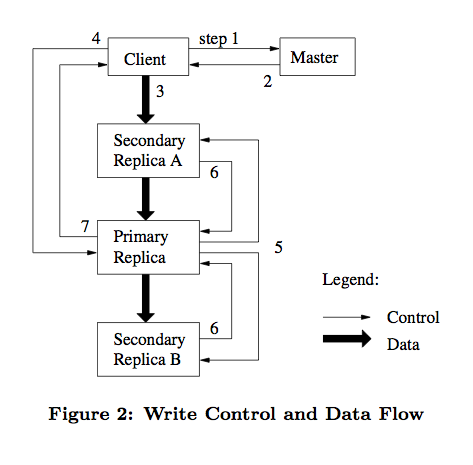 4
step 1
Client
Master
2
3
Secondary
Replica A
6
7
Primary
Replica
5
Legend:
Control
6
Secondary
Replica B
Data
Figure 2: Write Control and Data Flow